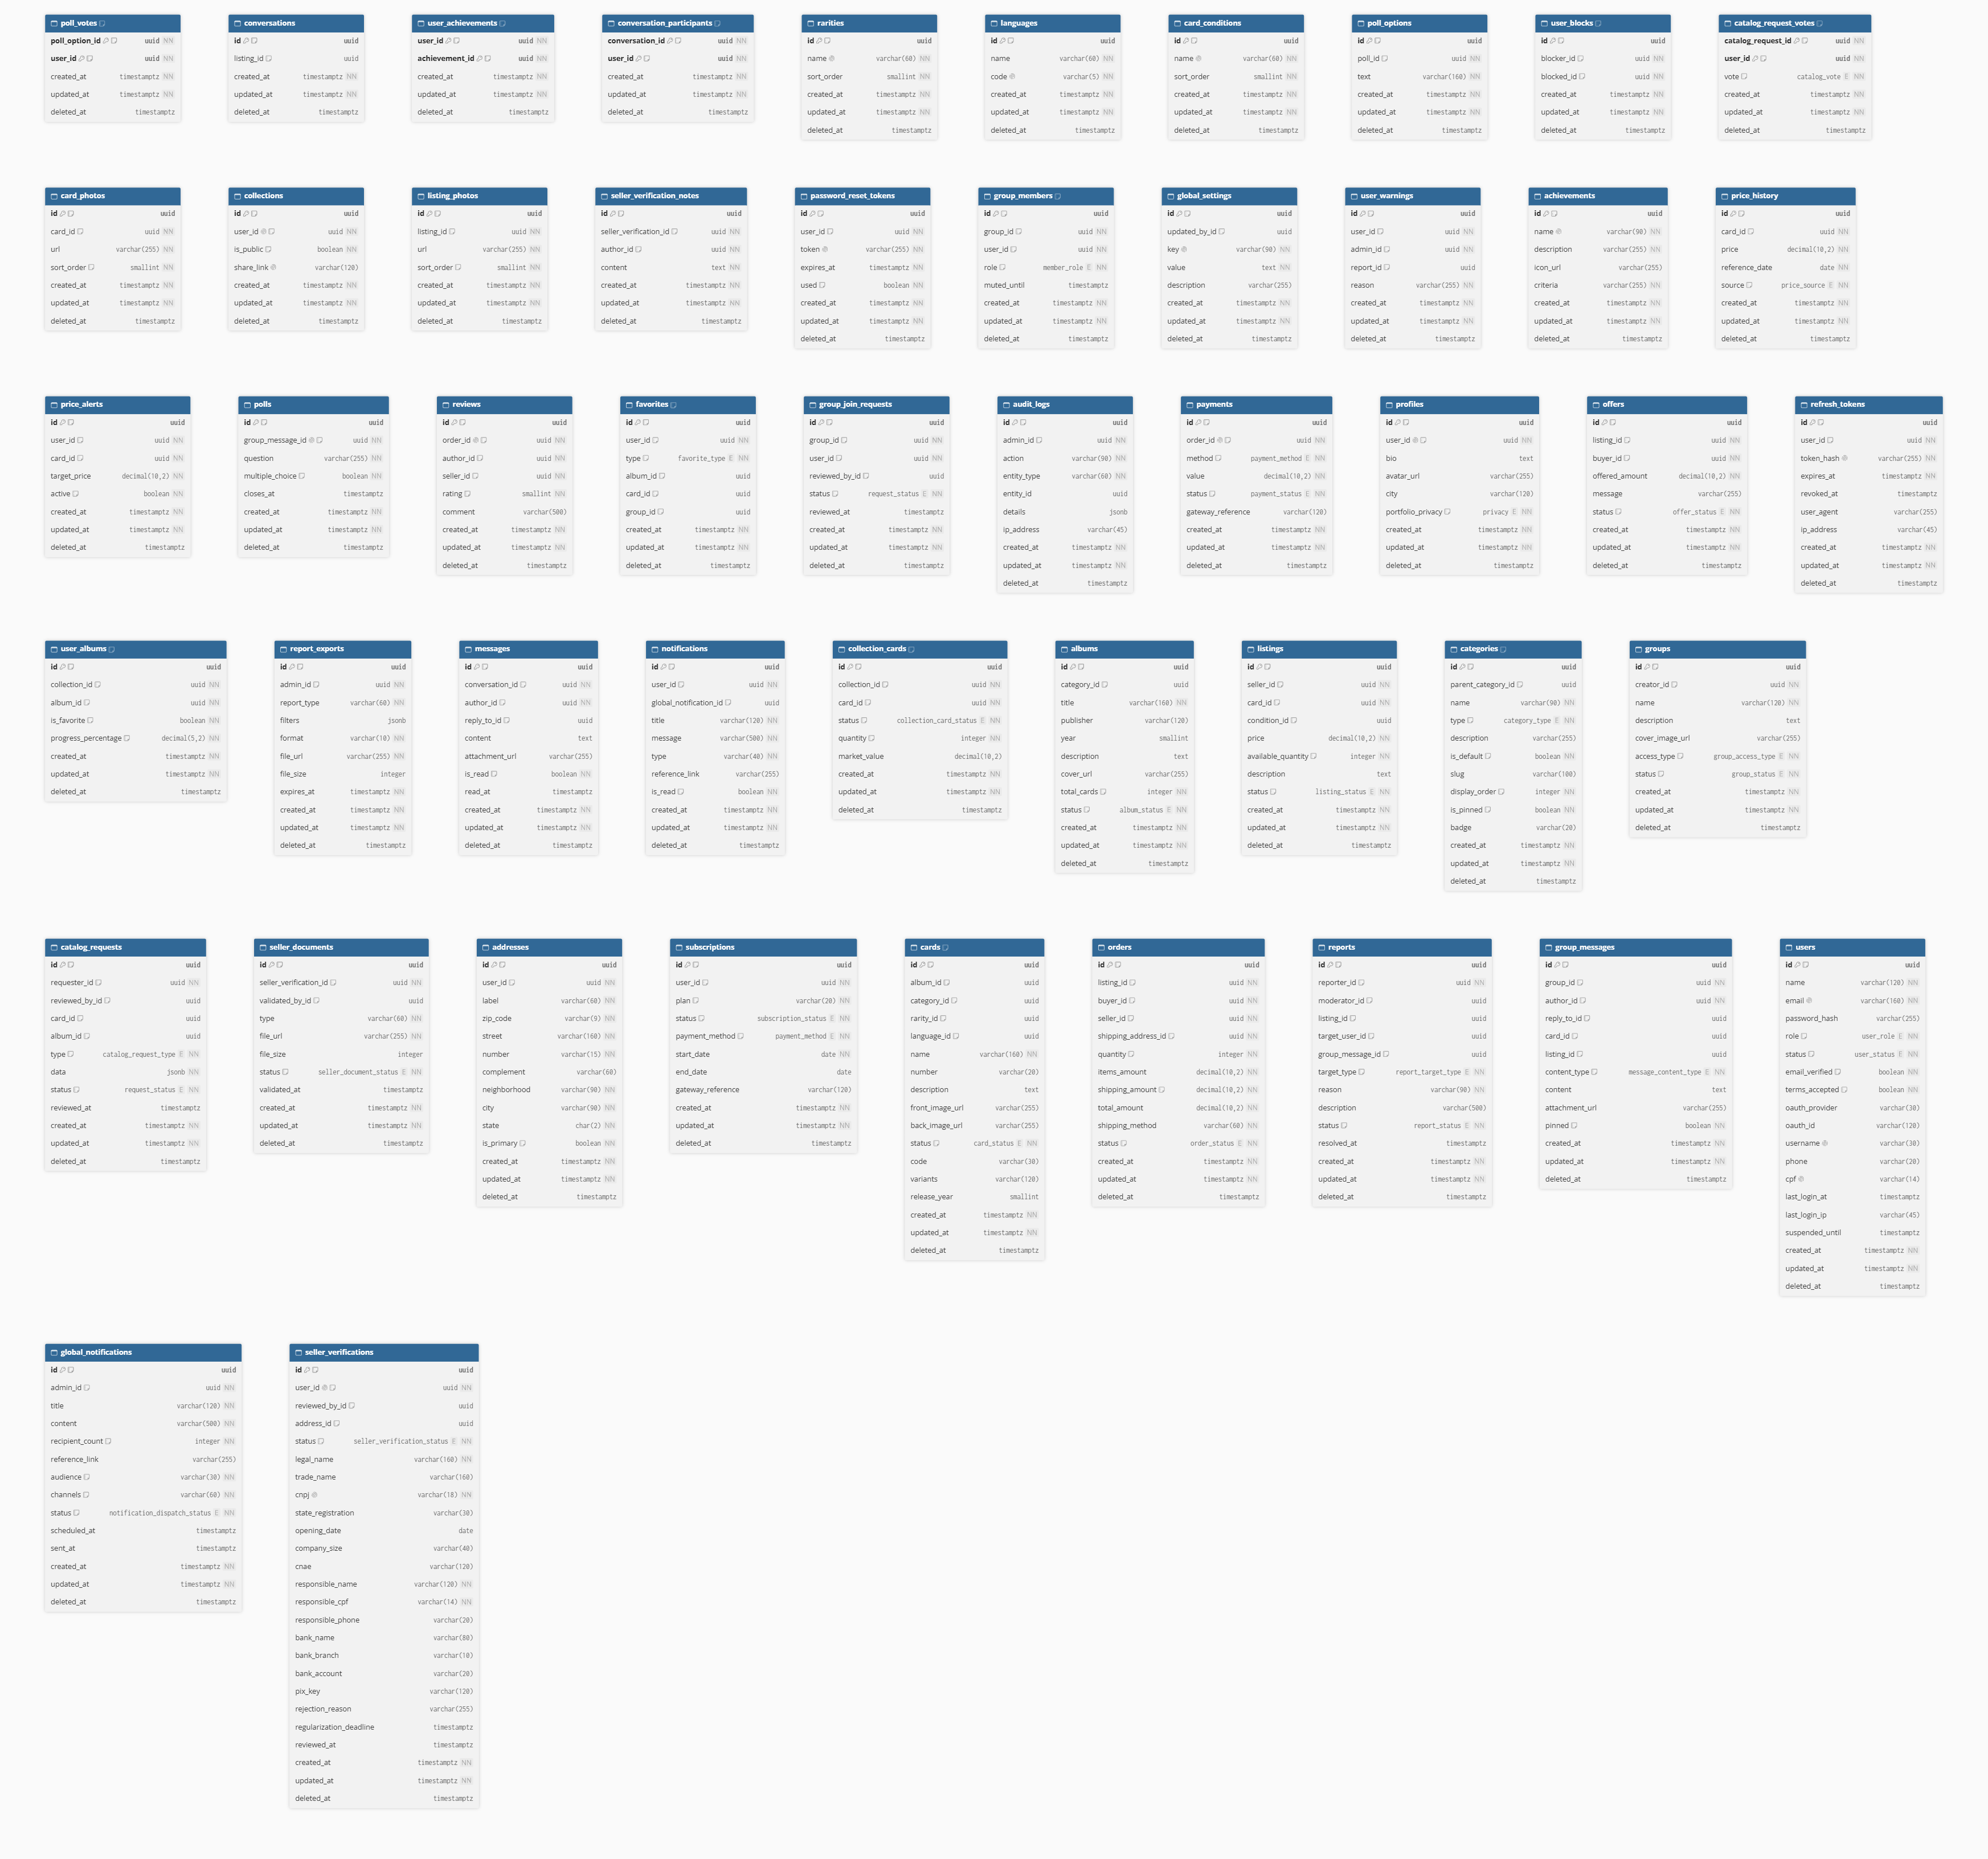 poll_votes
poll_option_id uuid NN
user_id uuid NN
created_at timestamptz NN
updated_at timestamptz NN
deleted_at timestamptz
conversations
id uuid
listing_id uuid
created_at timestamptz NN
updated_at timestamptz NN
deleted_at timestamptz
user_achievements
user_id uuid NN
achievement_id uuid NN
created_at timestamptz NN
updated_at timestamptz NN
deleted_at timestamptz
conversation_participants
conversation_id uuid NN
user_id uuid NN
created_at timestamptz NN
updated_at timestamptz NN
deleted_at timestamptz
rarities
id uuid
name varchar(60) NN
sort_order smallint NN
created_at timestamptz NN
updated_at timestamptz NN
deleted_at timestamptz
languages
id uuid
name varchar(60) NN
code varchar(5) NN
created_at timestamptz NN
updated_at timestamptz NN
deleted_at timestamptz
card_conditions
id uuid
name varchar(60) NN
sort_order smallint NN
created_at timestamptz NN
updated_at timestamptz NN
deleted_at timestamptz
poll_options
id uuid
poll_id uuid NN
text varchar(160) NN
created_at timestamptz NN
updated_at timestamptz NN
deleted_at timestamptz
user_blocks
id uuid
blocker_id uuid NN
blocked_id uuid NN
created_at timestamptz NN
updated_at timestamptz NN
deleted_at timestamptz
catalog_request_votes
catalog_request_id uuid NN
user_id uuid NN
vote catalog_vote E NN
created_at timestamptz NN
updated_at timestamptz NN
deleted_at timestamptz
card_photos
id uuid
card_id uuid NN
url varchar(255) NN
sort_order smallint NN
created_at timestamptz NN
updated_at timestamptz NN
deleted_at timestamptz
collections
id uuid
user_id uuid NN
is_public boolean NN
share_link varchar(120)
created_at timestamptz NN
updated_at timestamptz NN
deleted_at timestamptz
listing_photos
id uuid
listing_id uuid NN
url varchar(255) NN
sort_order smallint NN
created_at timestamptz NN
updated_at timestamptz NN
deleted_at timestamptz
seller_verification_notes
id uuid
seller_verification_id uuid NN
author_id uuid NN
content text NN
created_at timestamptz NN
updated_at timestamptz NN
deleted_at timestamptz
password_reset_tokens
id uuid
user_id uuid NN
token varchar(255) NN
expires_at timestamptz NN
used boolean NN
created_at timestamptz NN
updated_at timestamptz NN
deleted_at timestamptz
group_members
id uuid
group_id uuid NN
user_id uuid NN
role member_role E NN
muted_until timestamptz
created_at timestamptz NN
updated_at timestamptz NN
deleted_at timestamptz
global_settings
id uuid
updated_by_id uuid
key varchar(90) NN
value text NN
description varchar(255)
created_at timestamptz NN
updated_at timestamptz NN
deleted_at timestamptz
user_warnings
id uuid
user_id uuid NN
admin_id uuid NN
report_id uuid
reason varchar(255) NN
created_at timestamptz NN
updated_at timestamptz NN
deleted_at timestamptz
achievements
id uuid
name varchar(90) NN
description varchar(255) NN
icon_url varchar(255)
criteria varchar(255) NN
created_at timestamptz NN
updated_at timestamptz NN
deleted_at timestamptz
price_history
id uuid
card_id uuid NN
price decimal(10,2) NN
reference_date date NN
source price_source E NN
created_at timestamptz NN
updated_at timestamptz NN
deleted_at timestamptz
price_alerts
id uuid
user_id uuid NN
card_id uuid NN
target_price decimal(10,2) NN
active boolean NN
created_at timestamptz NN
updated_at timestamptz NN
deleted_at timestamptz
polls
id uuid
group_message_id uuid NN
question varchar(255) NN
multiple_choice boolean NN
closes_at timestamptz
created_at timestamptz NN
updated_at timestamptz NN
deleted_at timestamptz
reviews
id uuid
order_id uuid NN
author_id uuid NN
seller_id uuid NN
rating smallint NN
comment varchar(500)
created_at timestamptz NN
updated_at timestamptz NN
deleted_at timestamptz
favorites
id uuid
user_id uuid NN
type favorite_type E NN
album_id uuid
card_id uuid
group_id uuid
created_at timestamptz NN
updated_at timestamptz NN
deleted_at timestamptz
group_join_requests
id uuid
group_id uuid NN
user_id uuid NN
reviewed_by_id uuid
status request_status E NN
reviewed_at timestamptz
created_at timestamptz NN
updated_at timestamptz NN
deleted_at timestamptz
audit_logs
id uuid
admin_id uuid NN
action varchar(90) NN
entity_type varchar(60) NN
entity_id uuid
details jsonb
ip_address varchar(45)
created_at timestamptz NN
updated_at timestamptz NN
deleted_at timestamptz
payments
id uuid
order_id uuid NN
method payment_method E NN
value decimal(10,2) NN
status payment_status E NN
gateway_reference varchar(120)
created_at timestamptz NN
updated_at timestamptz NN
deleted_at timestamptz
profiles
id uuid
user_id uuid NN
bio text
avatar_url varchar(255)
city varchar(120)
portfolio_privacy privacy E NN
created_at timestamptz NN
updated_at timestamptz NN
deleted_at timestamptz
offers
id uuid
listing_id uuid NN
buyer_id uuid NN
offered_amount decimal(10,2) NN
message varchar(255)
status offer_status E NN
created_at timestamptz NN
updated_at timestamptz NN
deleted_at timestamptz
refresh_tokens
id uuid
user_id uuid NN
token_hash varchar(255) NN
expires_at timestamptz NN
revoked_at timestamptz
user_agent varchar(255)
ip_address varchar(45)
created_at timestamptz NN
updated_at timestamptz NN
deleted_at timestamptz
user_albums
id uuid
collection_id uuid NN
album_id uuid NN
is_favorite boolean NN
progress_percentage decimal(5,2) NN
created_at timestamptz NN
updated_at timestamptz NN
deleted_at timestamptz
report_exports
id uuid
admin_id uuid NN
report_type varchar(60) NN
filters jsonb
format varchar(10) NN
file_url varchar(255) NN
file_size integer
expires_at timestamptz NN
created_at timestamptz NN
updated_at timestamptz NN
deleted_at timestamptz
messages
id uuid
conversation_id uuid NN
author_id uuid NN
reply_to_id uuid
content text
attachment_url varchar(255)
is_read boolean NN
read_at timestamptz
created_at timestamptz NN
updated_at timestamptz NN
deleted_at timestamptz
notifications
id uuid
user_id uuid NN
global_notification_id uuid
title varchar(120) NN
message varchar(500) NN
type varchar(40) NN
reference_link varchar(255)
is_read boolean NN
created_at timestamptz NN
updated_at timestamptz NN
deleted_at timestamptz
collection_cards
id uuid
collection_id uuid NN
card_id uuid NN
status collection_card_status E NN
quantity integer NN
market_value decimal(10,2)
created_at timestamptz NN
updated_at timestamptz NN
deleted_at timestamptz
albums
id uuid
category_id uuid
title varchar(160) NN
publisher varchar(120)
year smallint
description text
cover_url varchar(255)
total_cards integer NN
status album_status E NN
created_at timestamptz NN
updated_at timestamptz NN
deleted_at timestamptz
listings
id uuid
seller_id uuid NN
card_id uuid NN
condition_id uuid
price decimal(10,2) NN
available_quantity integer NN
description text
status listing_status E NN
created_at timestamptz NN
updated_at timestamptz NN
deleted_at timestamptz
categories
id uuid
parent_category_id uuid
name varchar(90) NN
type category_type E NN
description varchar(255)
is_default boolean NN
slug varchar(100)
display_order integer NN
is_pinned boolean NN
badge varchar(20)
created_at timestamptz NN
updated_at timestamptz NN
deleted_at timestamptz
groups
id uuid
creator_id uuid NN
name varchar(120) NN
description text
cover_image_url varchar(255)
access_type group_access_type E NN
status group_status E NN
created_at timestamptz NN
updated_at timestamptz NN
deleted_at timestamptz
catalog_requests
id uuid
requester_id uuid NN
reviewed_by_id uuid
card_id uuid
album_id uuid
type catalog_request_type E NN
data jsonb NN
status request_status E NN
reviewed_at timestamptz
created_at timestamptz NN
updated_at timestamptz NN
deleted_at timestamptz
seller_documents
id uuid
seller_verification_id uuid NN
validated_by_id uuid
type varchar(60) NN
file_url varchar(255) NN
file_size integer
status seller_document_status E NN
validated_at timestamptz
created_at timestamptz NN
updated_at timestamptz NN
deleted_at timestamptz
addresses
id uuid
user_id uuid NN
label varchar(60) NN
zip_code varchar(9) NN
street varchar(160) NN
number varchar(15) NN
complement varchar(60)
neighborhood varchar(90) NN
city varchar(90) NN
state char(2) NN
is_primary boolean NN
created_at timestamptz NN
updated_at timestamptz NN
deleted_at timestamptz
subscriptions
id uuid
user_id uuid NN
plan varchar(20) NN
status subscription_status E NN
payment_method payment_method E NN
start_date date NN
end_date date
gateway_reference varchar(120)
created_at timestamptz NN
updated_at timestamptz NN
deleted_at timestamptz
cards
id uuid
album_id uuid
category_id uuid
rarity_id uuid
language_id uuid
name varchar(160) NN
number varchar(20)
description text
front_image_url varchar(255)
back_image_url varchar(255)
status card_status E NN
code varchar(30)
variants varchar(120)
release_year smallint
created_at timestamptz NN
updated_at timestamptz NN
deleted_at timestamptz
orders
id uuid
listing_id uuid NN
buyer_id uuid NN
seller_id uuid NN
shipping_address_id uuid NN
quantity integer NN
items_amount decimal(10,2) NN
shipping_amount decimal(10,2) NN
total_amount decimal(10,2) NN
shipping_method varchar(60) NN
status order_status E NN
created_at timestamptz NN
updated_at timestamptz NN
deleted_at timestamptz
reports
id uuid
reporter_id uuid NN
moderator_id uuid
listing_id uuid
target_user_id uuid
group_message_id uuid
target_type report_target_type E NN
reason varchar(90) NN
description varchar(500)
status report_status E NN
resolved_at timestamptz
created_at timestamptz NN
updated_at timestamptz NN
deleted_at timestamptz
group_messages
id uuid
group_id uuid NN
author_id uuid NN
reply_to_id uuid
card_id uuid
listing_id uuid
content_type message_content_type E NN
content text
attachment_url varchar(255)
pinned boolean NN
created_at timestamptz NN
updated_at timestamptz NN
deleted_at timestamptz
users
id uuid
name varchar(120) NN
email varchar(160) NN
password_hash varchar(255)
role user_role E NN
status user_status E NN
email_verified boolean NN
terms_accepted boolean NN
oauth_provider varchar(30)
oauth_id varchar(120)
username varchar(30)
phone varchar(20)
cpf varchar(14)
last_login_at timestamptz
last_login_ip varchar(45)
suspended_until timestamptz
created_at timestamptz NN
updated_at timestamptz NN
deleted_at timestamptz
global_notifications
id uuid
admin_id uuid NN
title varchar(120) NN
content varchar(500) NN
recipient_count integer NN
reference_link varchar(255)
audience varchar(30) NN
channels varchar(60) NN
status notification_dispatch_status E NN
scheduled_at timestamptz
sent_at timestamptz
created_at timestamptz NN
updated_at timestamptz NN
deleted_at timestamptz
seller_verifications
id uuid
user_id uuid NN
reviewed_by_id uuid
address_id uuid
status seller_verification_status E NN
legal_name varchar(160) NN
trade_name varchar(160)
cnpj varchar(18) NN
state_registration varchar(30)
opening_date date
company_size varchar(40)
cnae varchar(120)
responsible_name varchar(120) NN
responsible_cpf varchar(14) NN
responsible_phone varchar(20)
bank_name varchar(80)
bank_branch varchar(10)
bank_account varchar(20)
pix_key varchar(120)
rejection_reason varchar(255)
regularization_deadline timestamptz
reviewed_at timestamptz
created_at timestamptz NN
updated_at timestamptz NN
deleted_at timestamptz